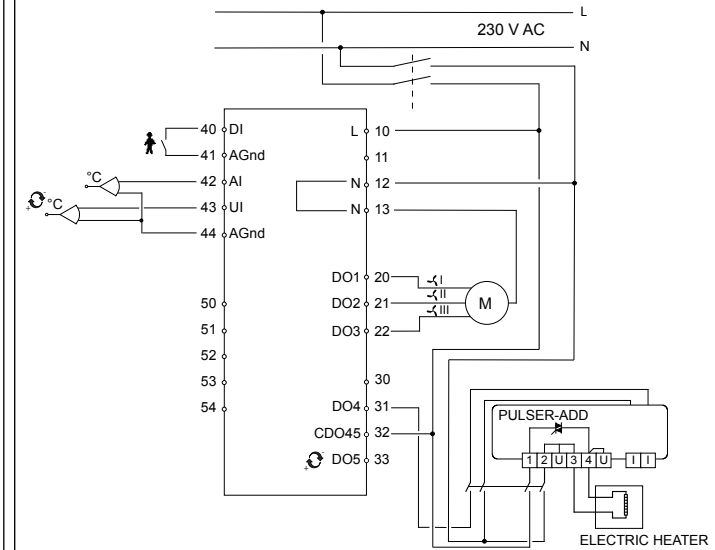 L
230 V AC
N
40 DI
41 AGnd
42 AI
43 UI
44 AGnd
°C
°C
50
51
52
53
54
L 10
11
N 12
N 13
DO1 20
DO2 21
DO3 22
I
II
III
M
30
DO4 31
CDO45 32
DO5 33
PULSER-ADD
1 2 U 3 4 U I I
ELECTRIC HEATER